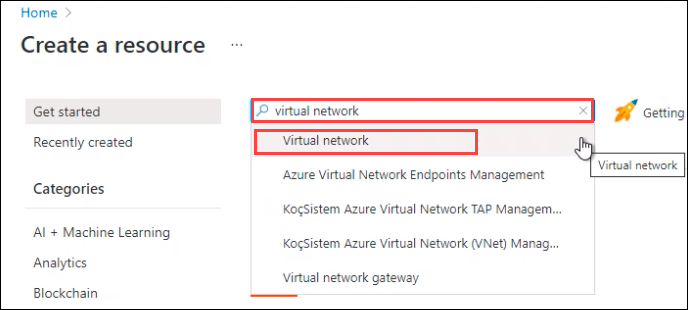 Home >
Create a resource ...
Get started
Recently created
Categories
AI + Machine Learning
Analytics
Blockchain
virtual network
Virtual network
Azure Virtual Network Endpoints Management
KoçSistem Azure Virtual Network TAP Managem...
KoçSistem Azure Virtual Network (VNet) Manag...
Virtual network gateway
Getting
Virtual network